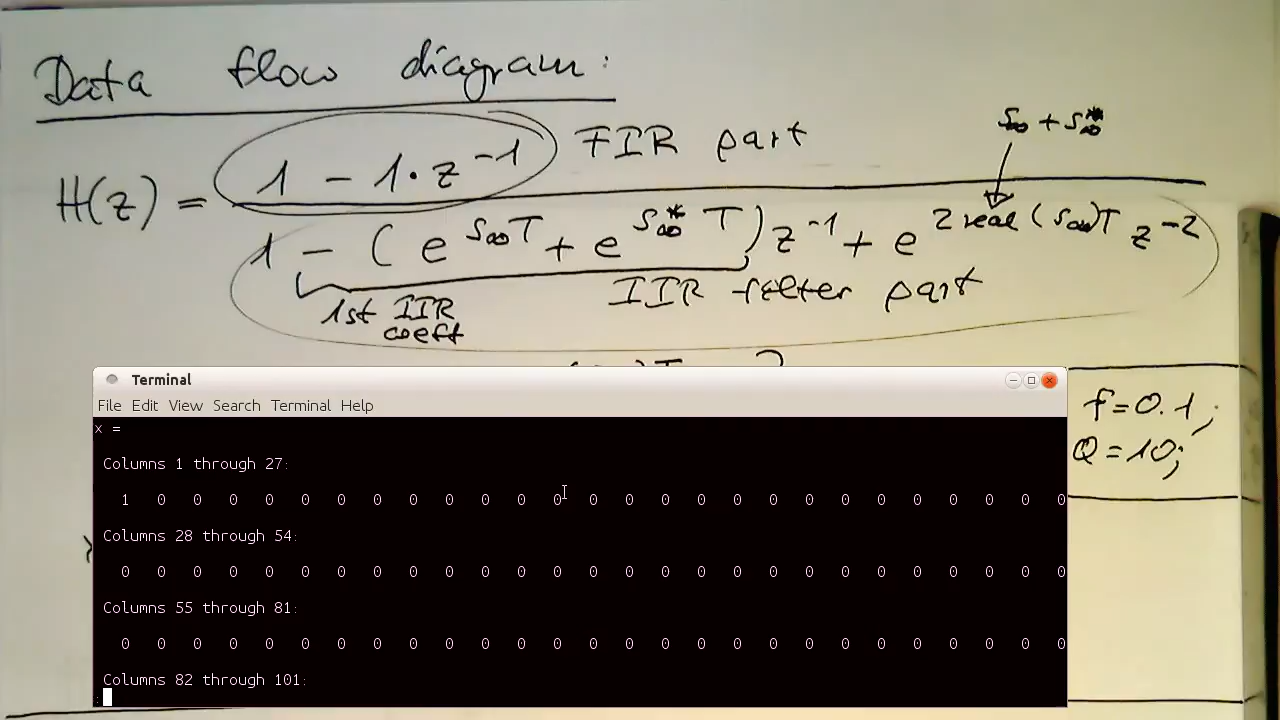 Data flow diagram:
S∞ + S∞*
1 - 1·z^-1 FIR part
H(z) =
1 - (e^S∞T + e^S∞* T) z^-1 + e^2 real (S∞)T z^-2
1st IIR coeff
IIR filter part
Terminal
File Edit View Search Terminal Help
x =
Columns 1 through 27:
1 0 0 0 0 0 0 0 0 0 0 0 0 0 0 0 0 0 0 0 0 0 0 0 0 0 0
Columns 28 through 54:
0 0 0 0 0 0 0 0 0 0 0 0 0 0 0 0 0 0 0 0 0 0 0 0 0 0 0
Columns 55 through 81:
0 0 0 0 0 0 0 0 0 0 0 0 0 0 0 0 0 0 0 0 0 0 0 0 0 0 0
Columns 82 through 101:
:
f=0.1;
Q=10;